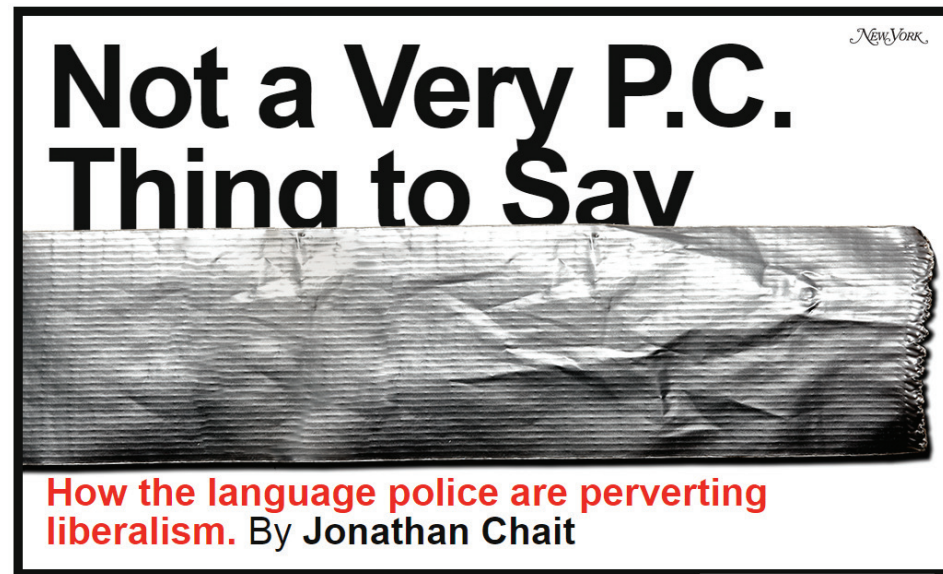 NEW YORK
Not a Very P.C.
Thing to Say
How the language police are perverting
liberalism. By Jonathan Chait